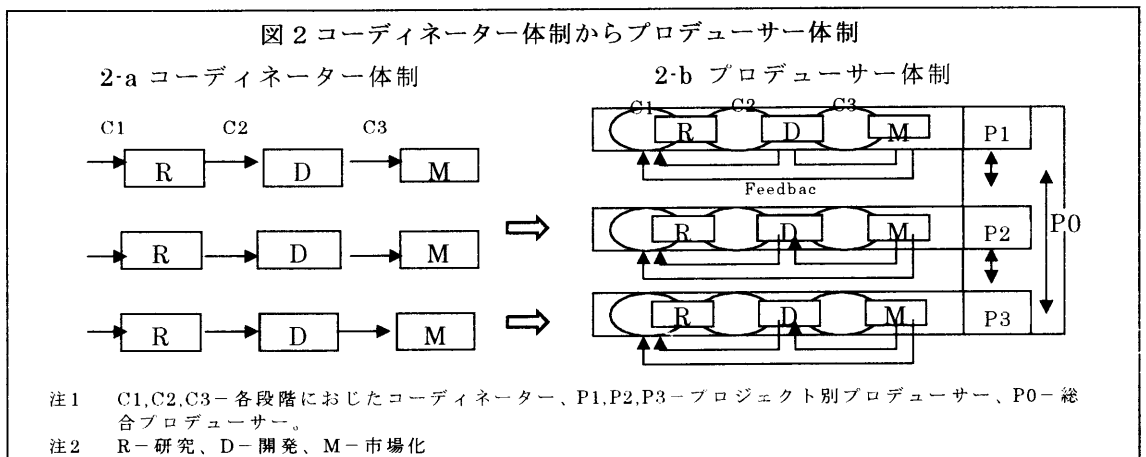 図2コーディネーター体制からプロデューサー体制
2-a コーディネーター体制
2-b プロデューサー体制
C1 C2 C3
R D M
R D M
R D M
C1 C2 C3
R D M P1
Feedbac
R D M P2
P0
R D M P3
注1 C1,C2,C3－各段階におじたコーディネーター、P1,P2,P3－プロジェクト別プロデューサー、P0－総
合プロデューサー。
注2 R－研究、D－開発、M－市場化